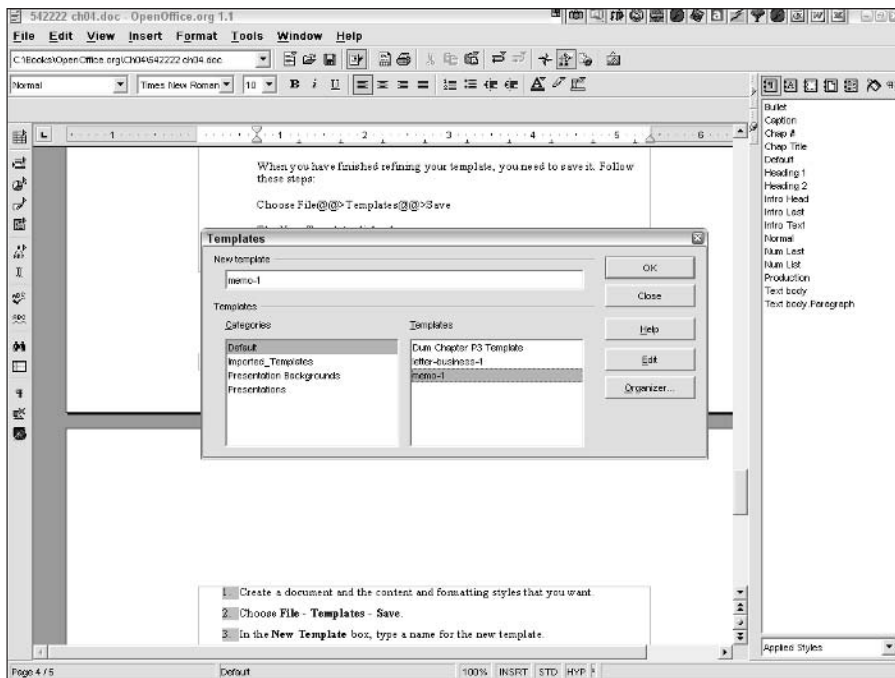 542222 ch04.doc - OpenOffice.org 1.1
File Edit View Insert Format Tools Window Help
C:\Books\OpenOffice.org\Ch04\542222 ch04.doc
Normal Times New Roman 10 B i U
1 1 2 3 4 5 6
When you have finished refining your template, you need to save it. Follow
these steps:
Choose File@@>Templates@@>Save
Templates
New template
memo-1
Templates
Categories
Default
Imported_Templates
Presentation Backgrounds
Presentations
Templates
Dum Chapter P3 Template
letter-business-1
memo-1
OK
Close
Help
Edit
Organizer...
1. Create a document and the content and formatting styles that you want.
2. Choose File - Templates - Save.
3. In the New Template box, type a name for the new template.
Bullet
Caption
Chap #
Chap Title
Default
Heading 1
Heading 2
Intro Head
Intro Last
Intro Text
Normal
Num Last
Num List
Production
Text body
Text body.Paragraph
Applied Styles
Page 4 / 5 Default 100% INSRT STD HYP